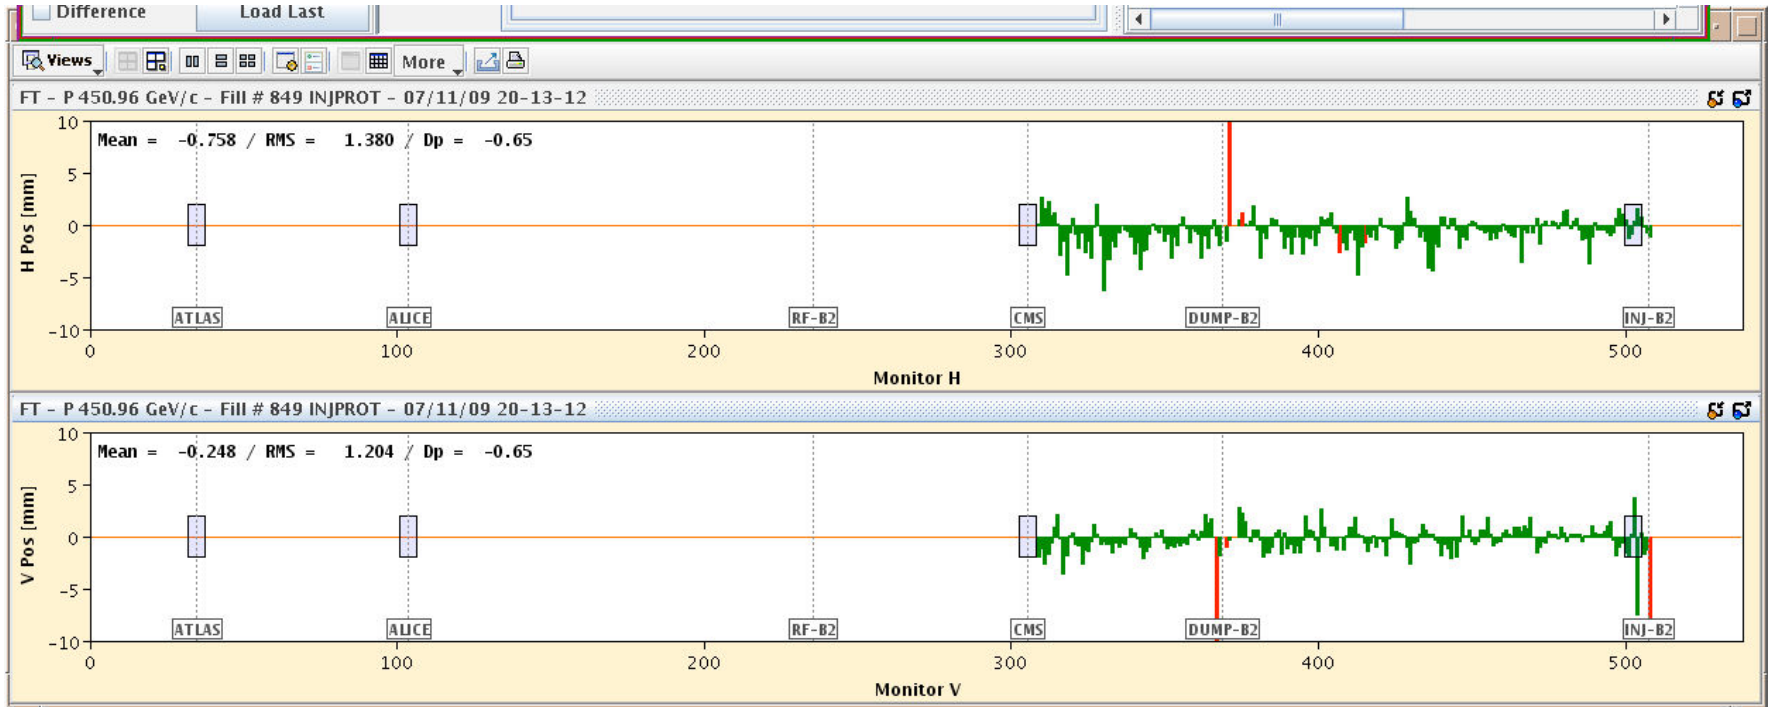 Difference Load Last
Views More
FT - P 450.96 GeV/c - Fill # 849 INJPROT - 07/11/09 20-13-12
Mean = -0.758 / RMS = 1.380 / Dp = -0.65
H Pos [mm]
10
5
0
-5
-10
ATLAS ALICE RF-B2 CMS DUMP-B2 INJ-B2
0 100 200 300 400 500
Monitor H
FT - P 450.96 GeV/c - Fill # 849 INJPROT - 07/11/09 20-13-12
Mean = -0.248 / RMS = 1.204 / Dp = -0.65
V Pos [mm]
10
5
0
-5
-10
ATLAS ALICE RF-B2 CMS DUMP-B2 INJ-B2
0 100 200 300 400 500
Monitor V